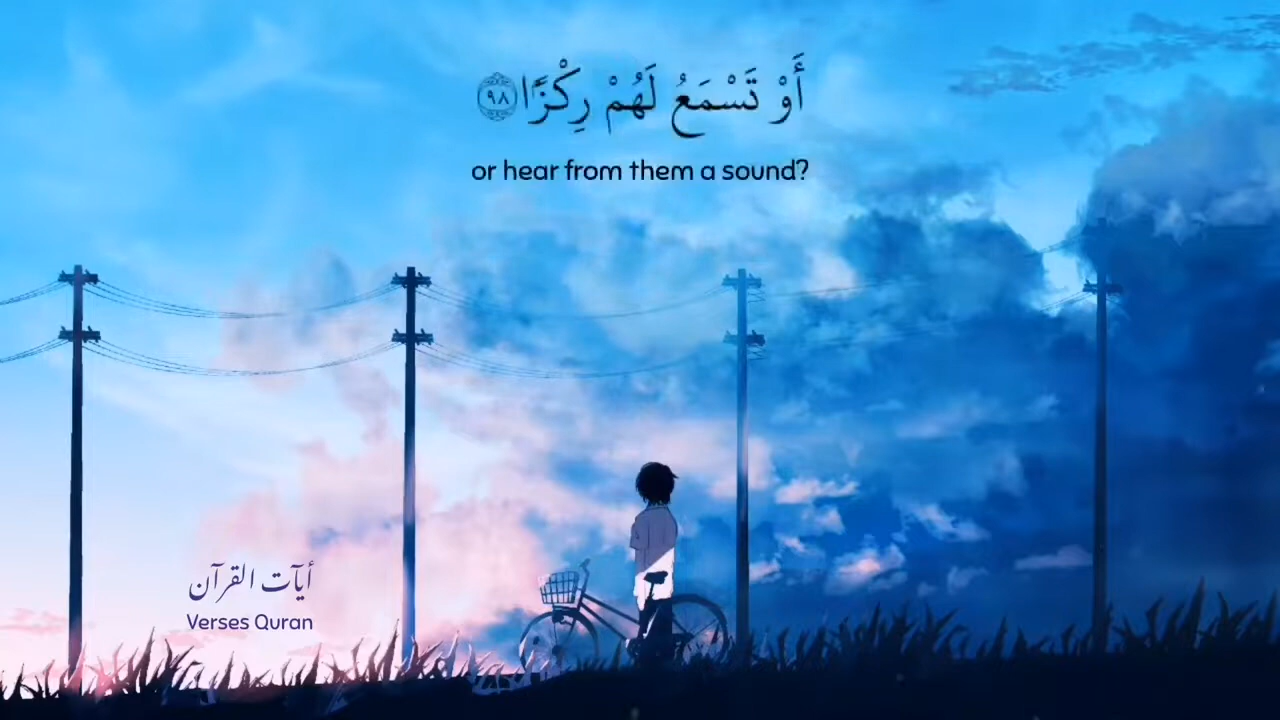 أَوْ تَسْمَعُ لَهُمْ رِكْزًۢا ٩٨
or hear from them a sound?
أيآت القرآن
Verses Quran